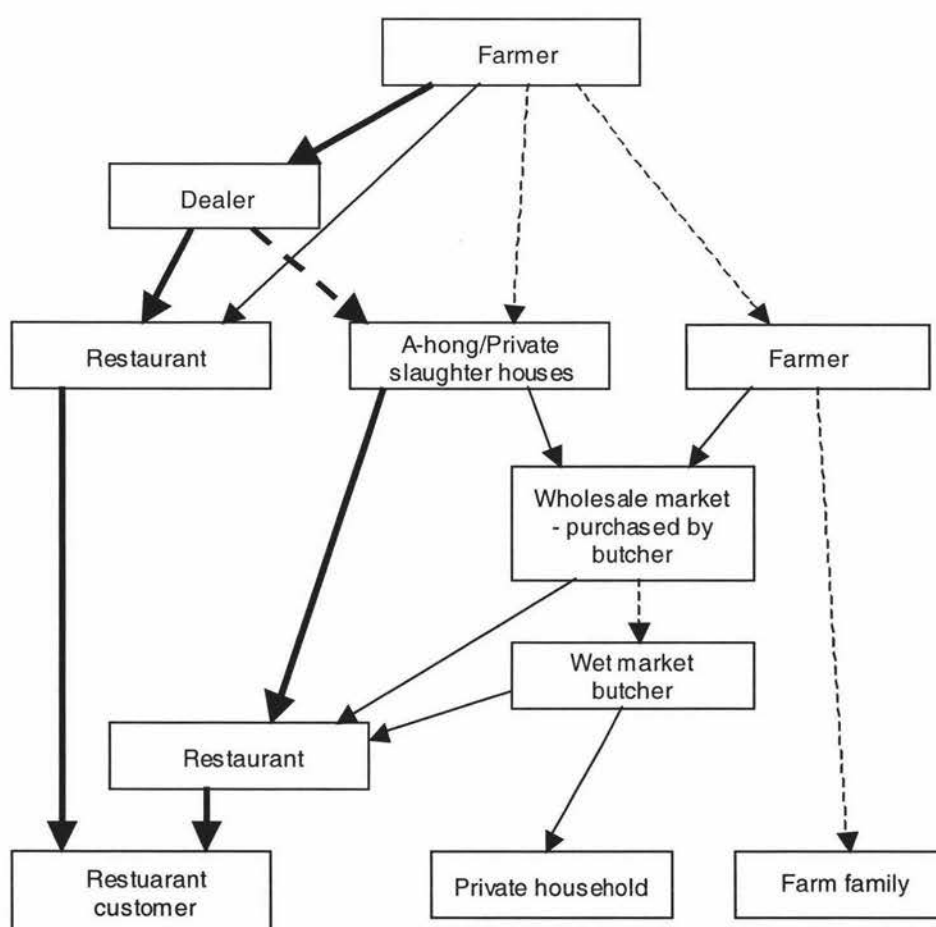 Farmer
Dealer
Restaurant
A-hong/Private
slaughter houses
Farmer
Wholesale market
- purchased by
butcher
Wet market
butcher
Restaurant
Restuarant
customer
Private household
Farm family